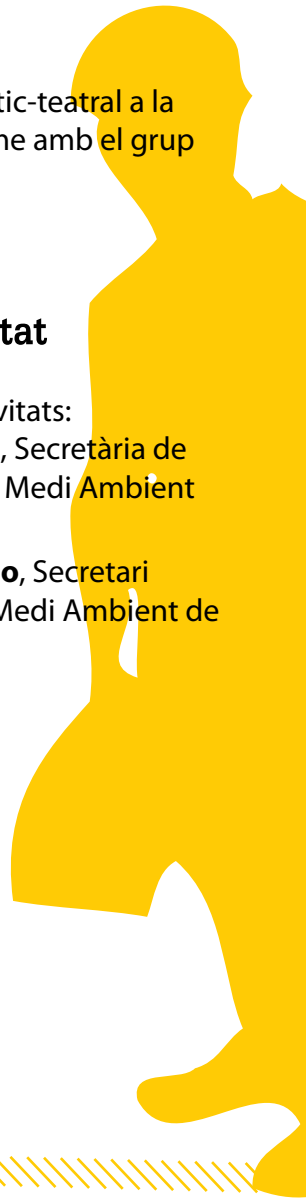 tic-teatral a la
ne amb el grup
tat
vitats:
, Secretària de
Medi Ambient
o, Secretari
Medi Ambient de